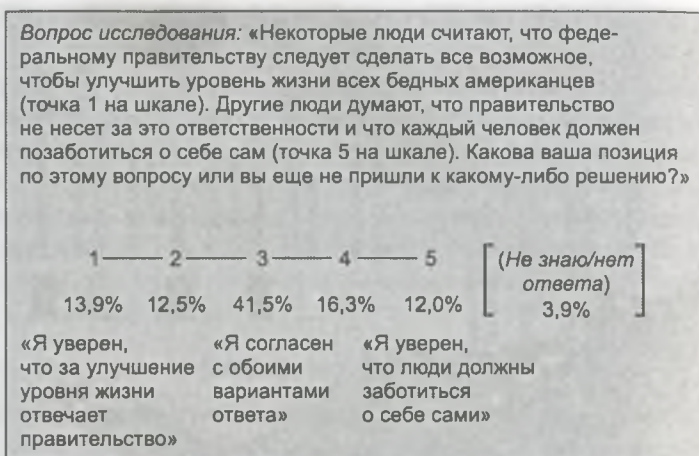 Вопрос исследования: «Некоторые люди считают, что феде-
ральному правительству следует сделать все возможное,
чтобы улучшить уровень жизни всех бедных американцев
(точка 1 на шкале). Другие люди думают, что правительство
не несет за это ответственности и что каждый человек должен
позаботиться о себе сам (точка 5 на шкале). Какова ваша позиция
по этому вопросу или вы еще не пришли к какому-либо решению?»
1 — 2 — 3 — 4 — 5
(Не знаю/нет
ответа)
13,9% 12,5% 41,5% 16,3% 12,0% 3,9%
«Я уверен,
что за улучшение
уровня жизни
отвечает
правительство»
«Я согласен
с обоими
вариантами
ответа»
«Я уверен,
что люди должны
заботиться
о себе сами»